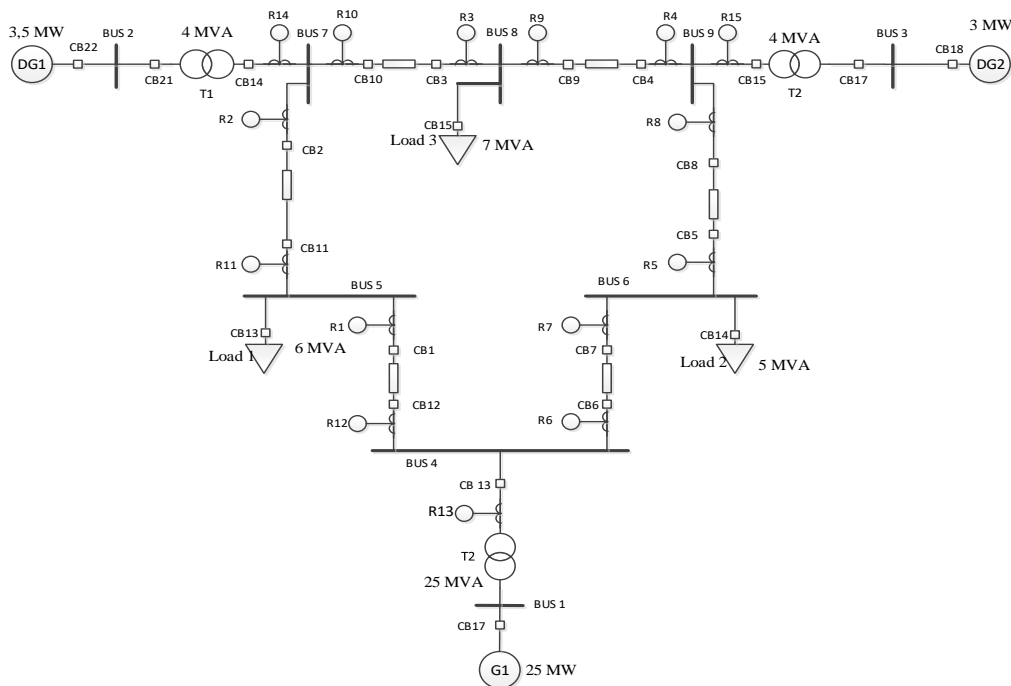 3,5 MW
DG1
CB22
BUS 2
CB21
4 MVA
T1
CB14
R14
BUS 7
R10
CB10
R3
CB3
BUS 8
R9
CB9
R4
CB4
BUS 9
R15
CB15
4 MVA
T2
CB17
BUS 3
CB18
3 MW
DG2
R2
CB2
CB15
Load 3
7 MVA
R8
CB8
CB11
R11
CB5
R5
BUS 5
BUS 6
CB13
Load 1
6 MVA
R1
CB1
R7
CB7
CB14
Load 2
5 MVA
CB12
R12
CB6
R6
BUS 4
CB 13
R13
T2
25 MVA
BUS 1
CB17
G1
25 MW